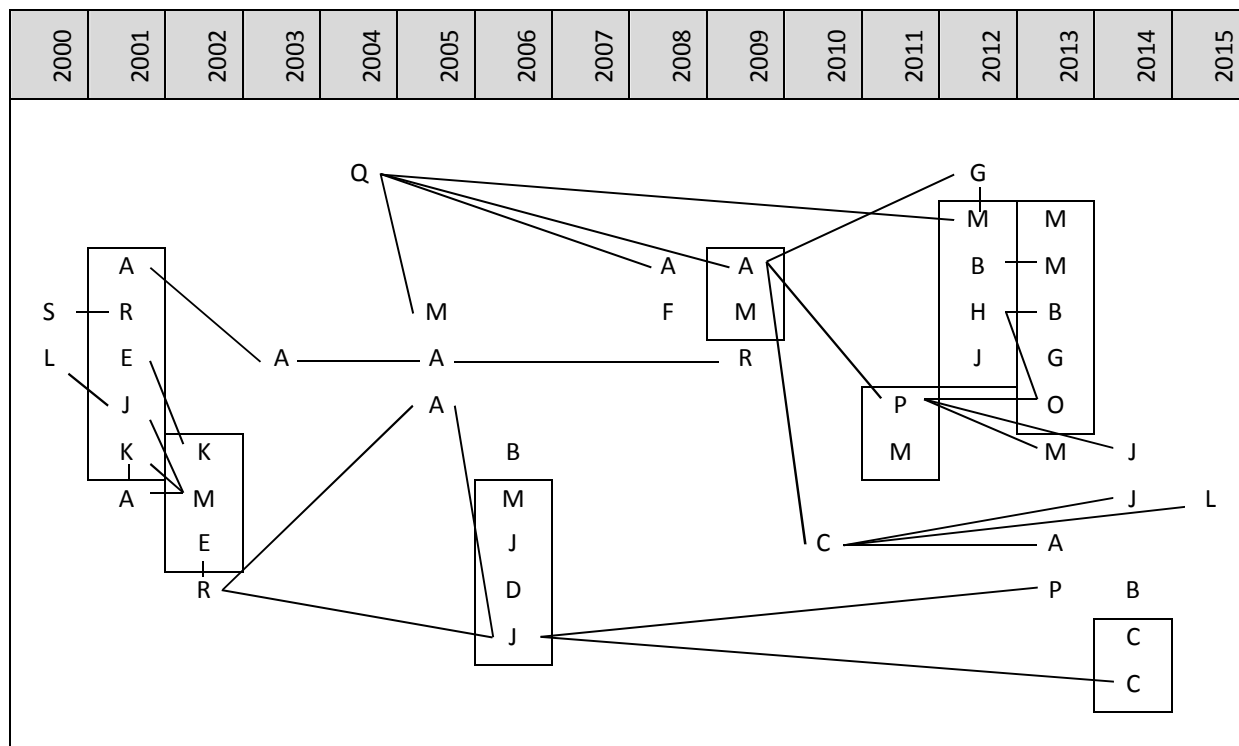 2000 2001 2002 2003 2004 2005 2006 2007 2008 2009 2010 2011 2012 2013 2014 2015
Q G
M M
A A A B M
S R M F M H B
L E A A R J G
J A P O
K K B M M J
A M M J L
E J C A
R D P B
J C
C